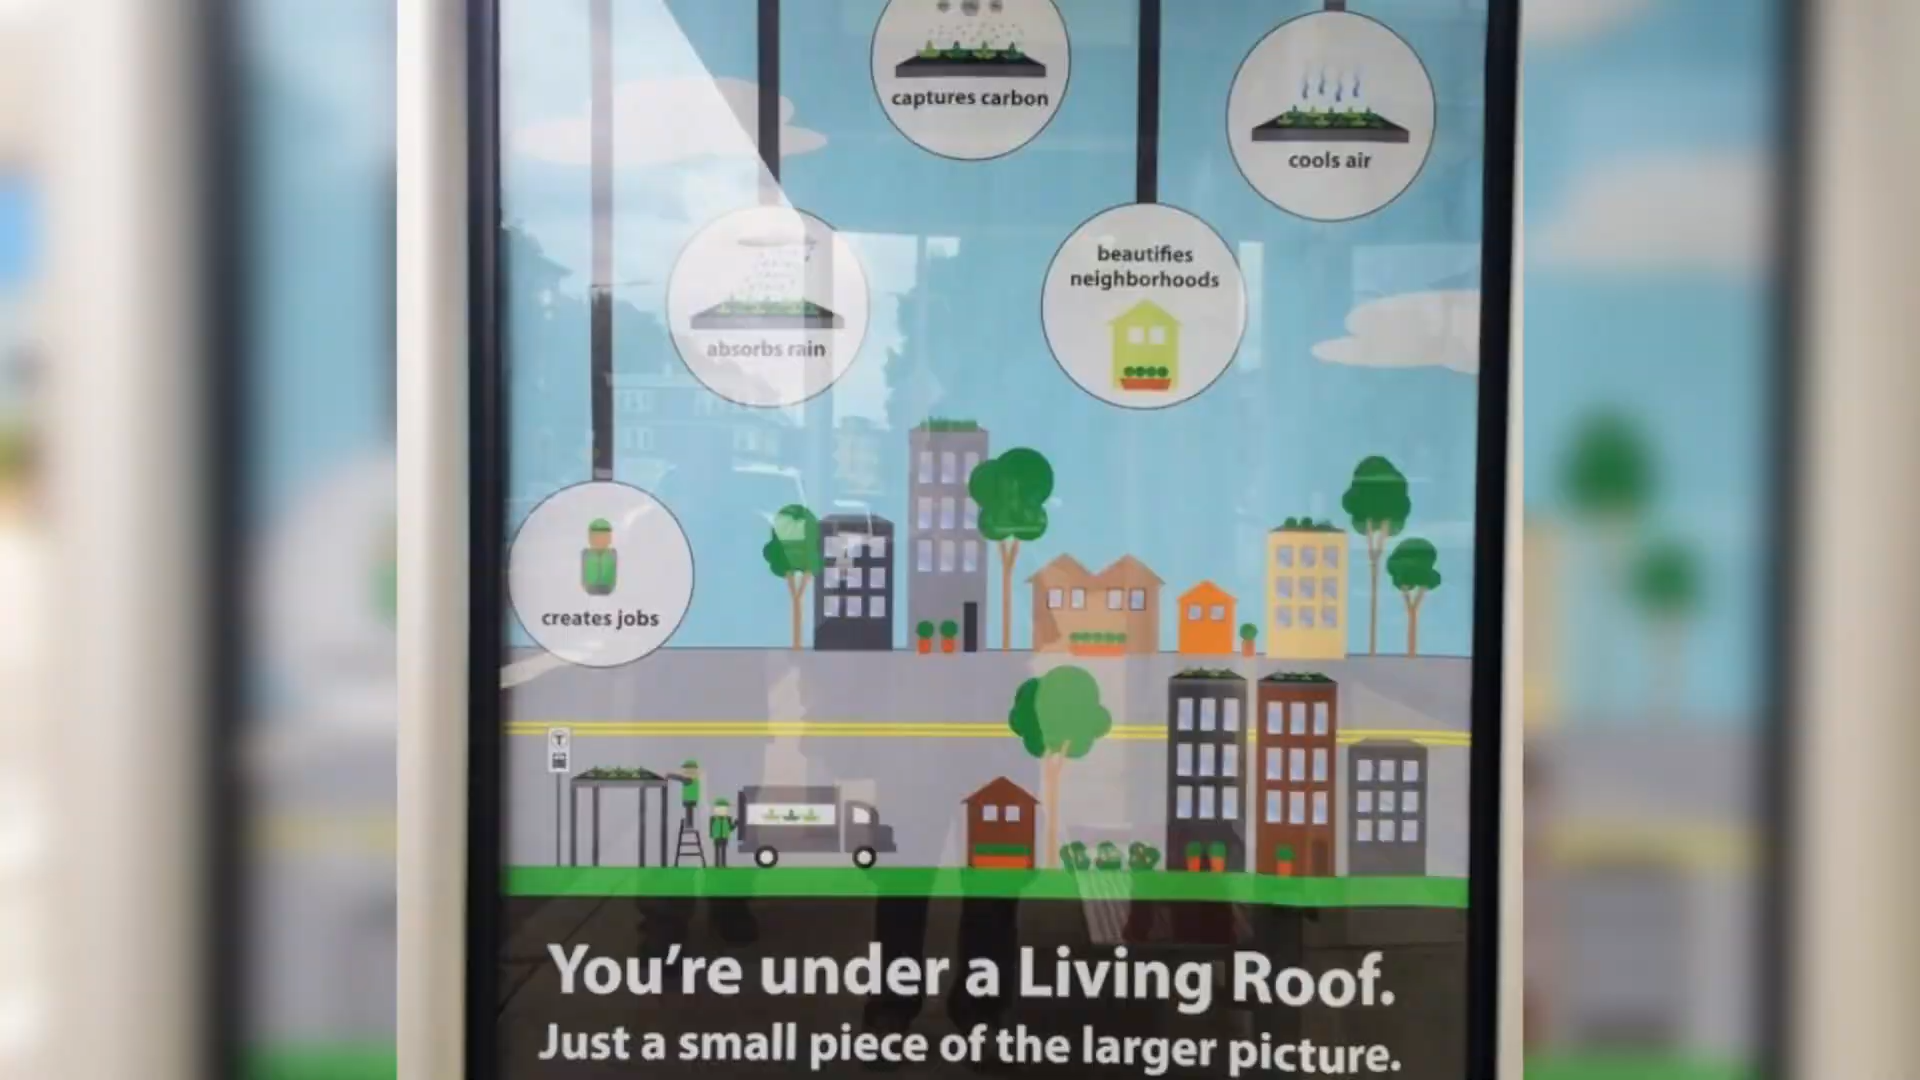 captures carbon
cools air
beautifies
neighborhoods
absorbs rain
creates jobs
T
You're under a Living Roof.
Just a small piece of the larger picture.